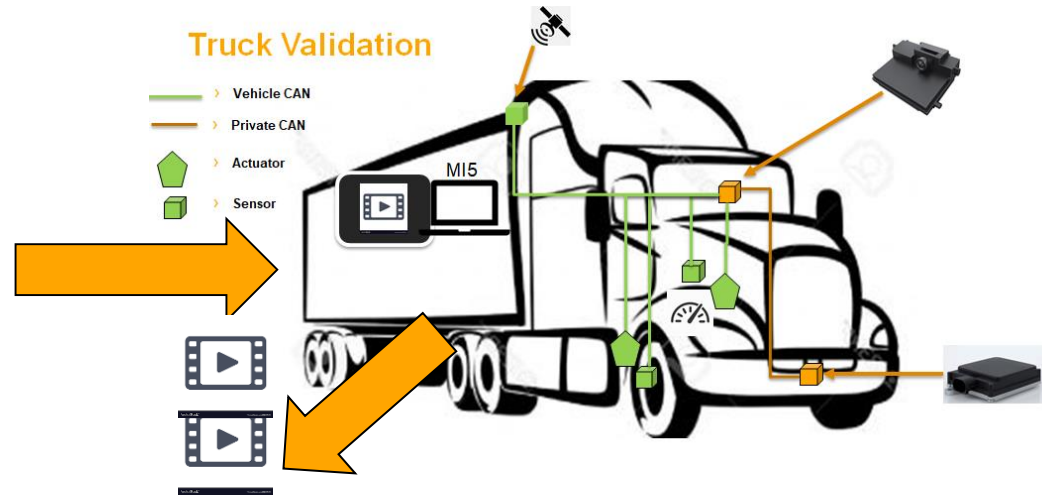 Truck Validation
› Vehicle CAN
› Private CAN
› Actuator
› Sensor
MI5